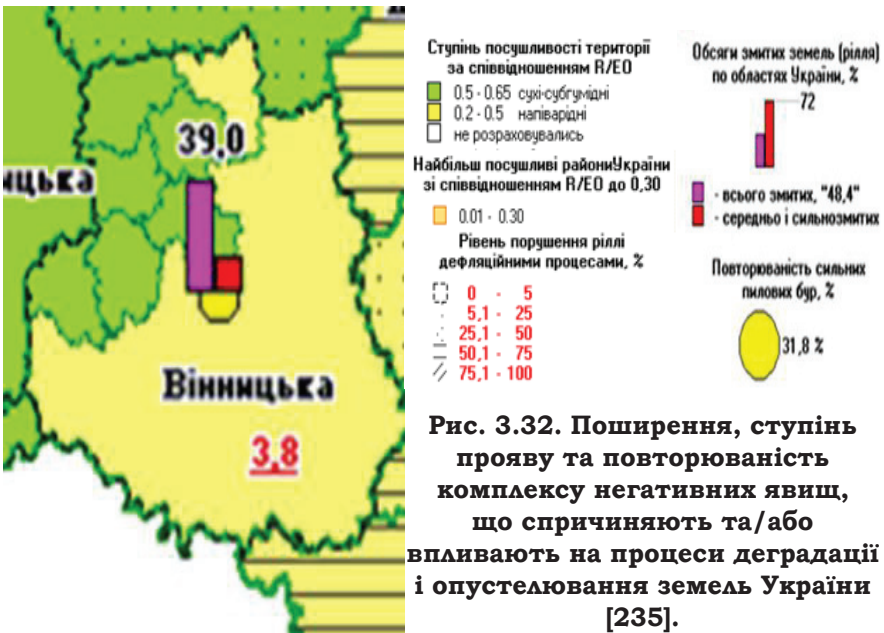 39,0
ицька
Вінницька
3,8
Ступінь посушливості території
за співвідношенням R/EO
0.5 - 0.65 сухі-субгумідні
0.2 - 0.5 напіварідні
не розраховувались
Найбільш посушливі райониУкраїни
зі співвідношенням R/EO до 0,30
0.01 - 0.30
Рівень порушення ріллі
дефляційними процесами, %
0 - 5
5,1 - 25
25,1 - 50
50,1 - 75
75,1 - 100
Обсяги змитих земель (рілля)
по областях України, %
72
- всього змитих, "48,4"
- середньо і сильнозмитих
Повторюваність сильних
пилових бур, %
31,8 %
Рис. 3.32. Поширення, ступінь
прояву та повторюваність
комплексу негативних явищ,
що спричиняють та/або
впливають на процеси деградації
і опустелювання земель України
[235].